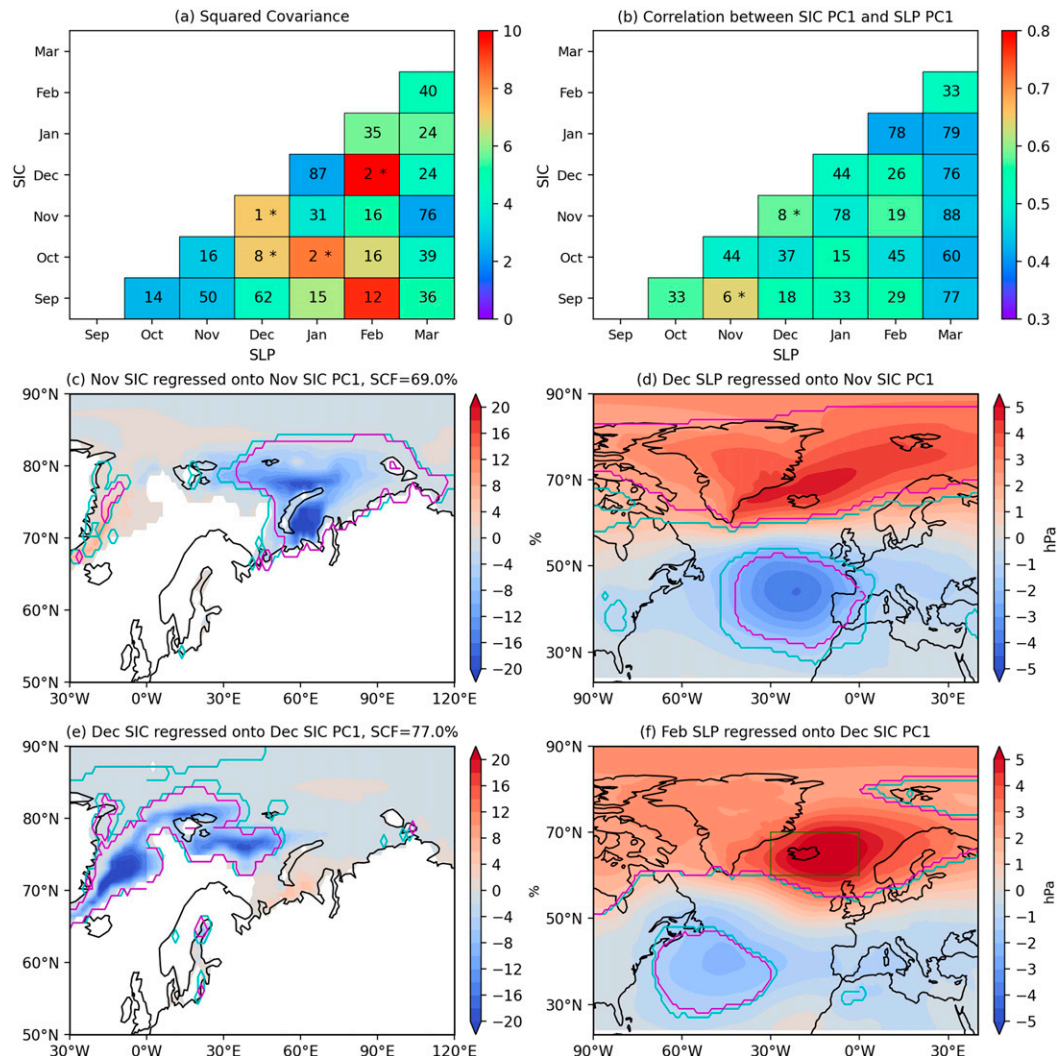 (a) Squared Covariance
(b) Correlation between SIC PC1 and SLP PC1
Mar
Feb 40
Jan 35 24
Dec 87 2 * 24
Nov 1 * 31 16 76
Oct 16 8 * 2 * 16 39
Sep 14 50 62 15 12 36
SIC
Sep Oct Nov Dec Jan Feb Mar
SLP
10
8
6
4
2
0
Mar
Feb 33
Jan 78 79
Dec 44 26 76
Nov 8 * 78 19 88
Oct 44 37 15 45 60
Sep 33 6 * 18 33 29 77
SIC
Sep Oct Nov Dec Jan Feb Mar
SLP
0.8
0.7
0.6
0.5
0.4
0.3
(c) Nov SIC regressed onto Nov SIC PC1, SCF=69.0%
90°N
80°N
70°N
60°N
50°N
30°W 0°W 30°E 60°E 90°E 120°E
20
16
12
8
4
0
−4
−8
−12
−16
−20
%
(d) Dec SLP regressed onto Nov SIC PC1
90°N
70°N
50°N
30°N
90°W 60°W 30°W 0°W 30°E
5
4
3
2
1
0
−1
−2
−3
−4
−5
hPa
(e) Dec SIC regressed onto Dec SIC PC1, SCF=77.0%
90°N
80°N
70°N
60°N
50°N
30°W 0°W 30°E 60°E 90°E 120°E
20
16
12
8
4
0
−4
−8
−12
−16
−20
%
(f) Feb SLP regressed onto Dec SIC PC1
90°N
70°N
50°N
30°N
90°W 60°W 30°W 0°W 30°E
5
4
3
2
1
0
−1
−2
−3
−4
−5
hPa